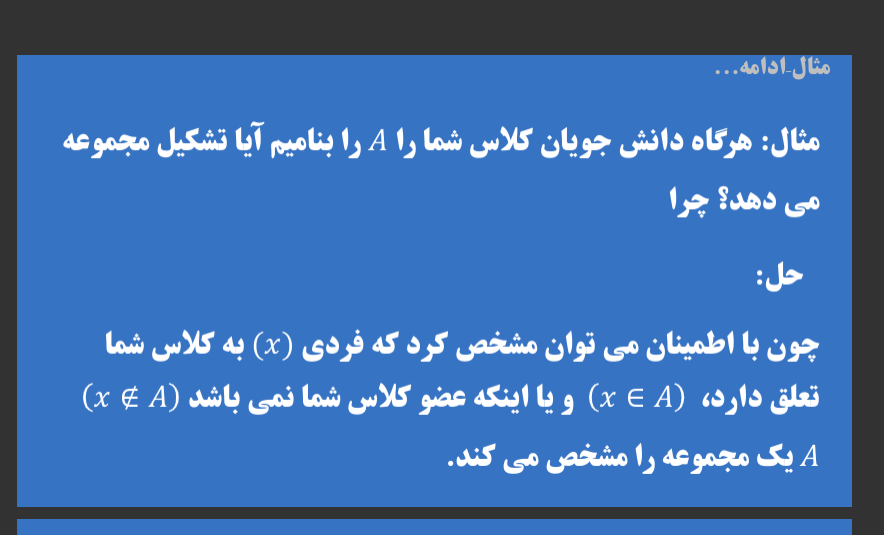 مثال-ادامه...
مثال: هرگاه دانش جویان کلاس شما را A را بنامیم آیا تشکیل مجموعه
می دهد؟ چرا
حل:
چون با اطمینان می توان مشخص کرد که فردی (x) به کلاس شما
تعلق دارد، (x ∈ A) و یا اینکه عضو کلاس شما نمی باشد (x ∉ A)
A یک مجموعه را مشخص می کند.